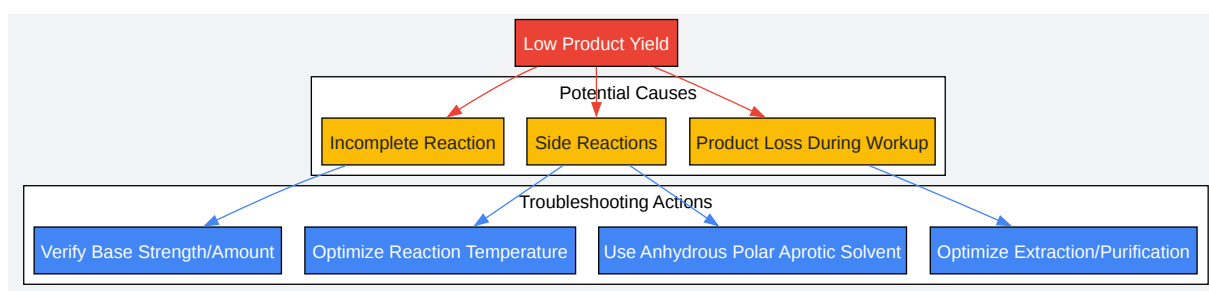 Low Product Yield
Potential Causes
Incomplete Reaction
Side Reactions
Product Loss During Workup
Troubleshooting Actions
Verify Base Strength/Amount
Optimize Reaction Temperature
Use Anhydrous Polar Aprotic Solvent
Optimize Extraction/Purification